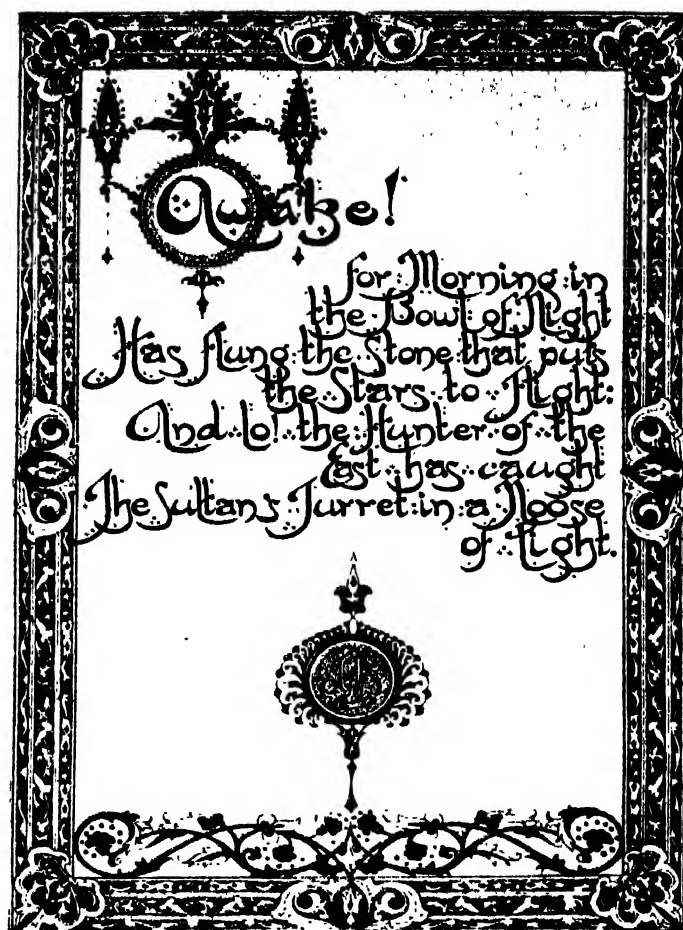 Awake!
for Morning in
the Bowl of Night
Has flung the Stone that puts
the Stars to Flight:
And lo! the Hunter of the
East has caught
The Sultan's Turret in a Noose
of Light.